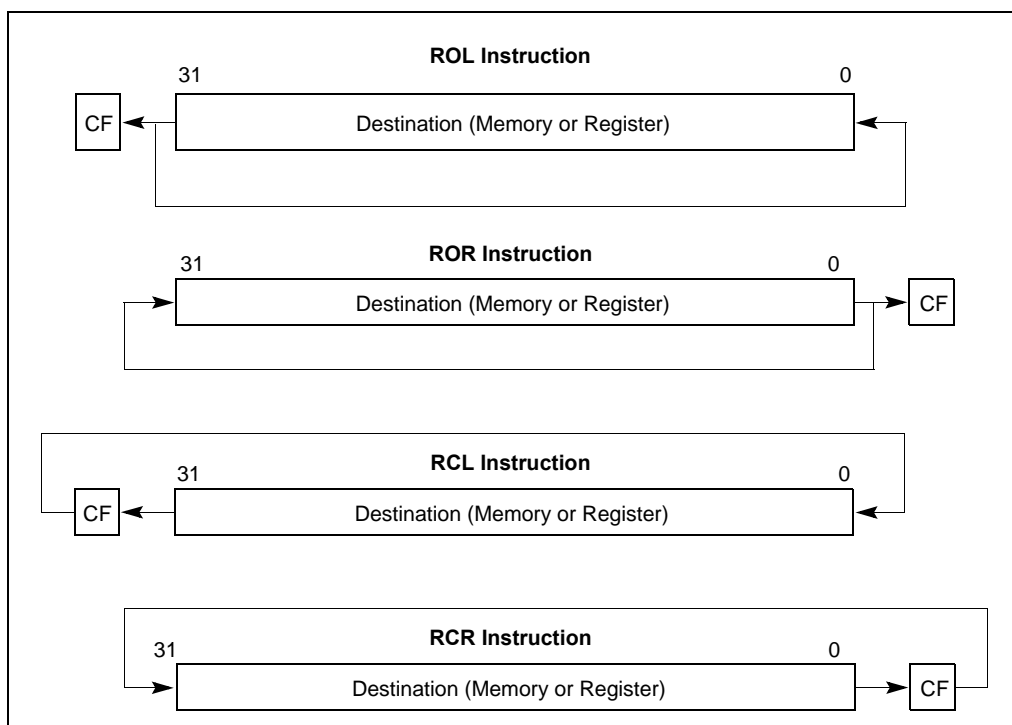 ROL Instruction
31 0
CF Destination (Memory or Register)
ROR Instruction
31 0
Destination (Memory or Register) CF
RCL Instruction
31 0
CF Destination (Memory or Register)
RCR Instruction
31 0
Destination (Memory or Register) CF